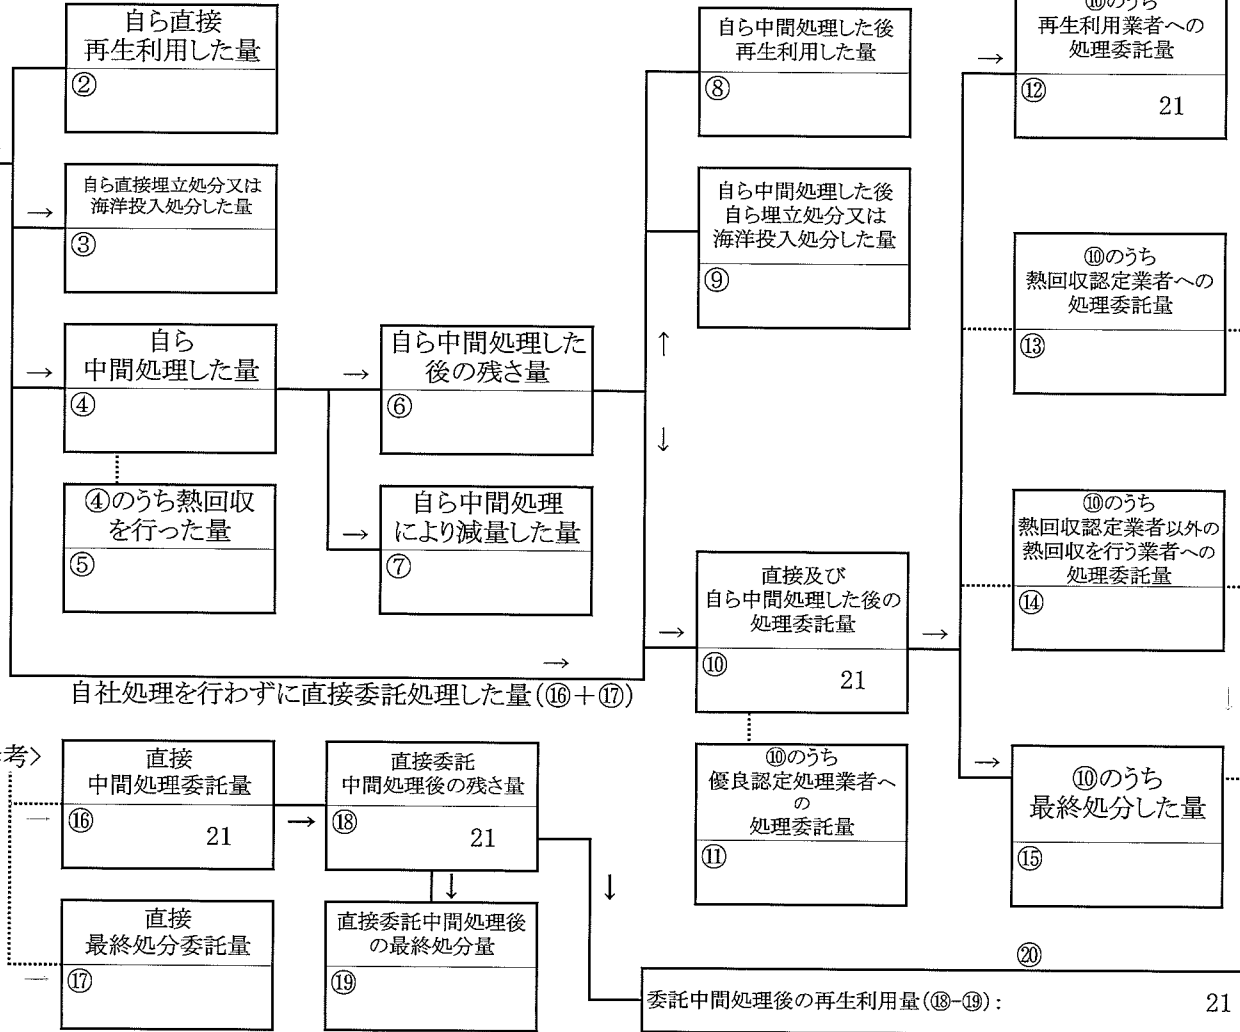 自ら直接
再生利用した量
②
→
自ら直接埋立処分又は
海洋投入処分した量
③
→
自ら
中間処理した量
④
④のうち熱回収
を行った量
⑤
→
自ら中間処理した
後の残さ量
⑥
→
自ら中間処理
により減量した量
⑦
自ら中間処理した後
再生利用した量
⑧
自ら中間処理した後
自ら埋立処分又は
海洋投入処分した量
⑨
↑
↓
→
自社処理を行わずに直接委託処理した量(⑯+⑰)
→
直接及び
自ら中間処理した後の
処理委託量
⑩ 21
⑩のうち
優良認定処理業者へ
の
処理委託量
⑪
→
→
⑩のうち
再生利用業者への
処理委託量
⑫ 21
⑩のうち
熱回収認定業者への
処理委託量
⑬
⑩のうち
熱回収認定業者以外の
熱回収を行う業者への
処理委託量
⑭
↓
→
⑩のうち
最終処分した量
⑮
考>
→
直接
中間処理委託量
⑯ 21
→
直接
最終処分委託量
⑰
→
直接委託
中間処理後の残さ量
⑱ 21
↓
直接委託中間処理後
の最終処分量
⑲
↓
⑳
委託中間処理後の再生利用量(⑱-⑲): 21